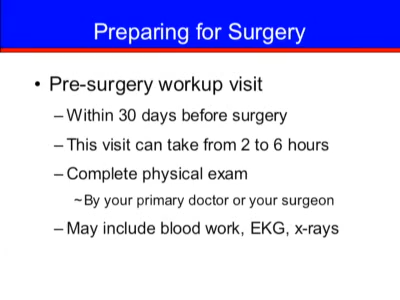 Preparing for Surgery
• Pre-surgery workup visit
– Within 30 days before surgery
– This visit can take from 2 to 6 hours
– Complete physical exam
~ By your primary doctor or your surgeon
– May include blood work, EKG, x-rays